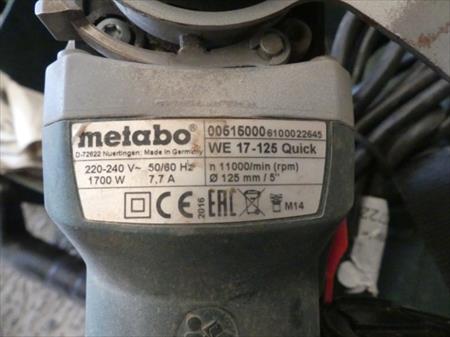 metabo
D-72622 Nuertingen; Made in Germany
00515000 6100022645
WE 17-125 Quick
220-240 V~ 50/60 Hz
1700 W 7,7 A
n 11000/min (rpm)
Ø 125 mm / 5"
CE 2016 EAC M14